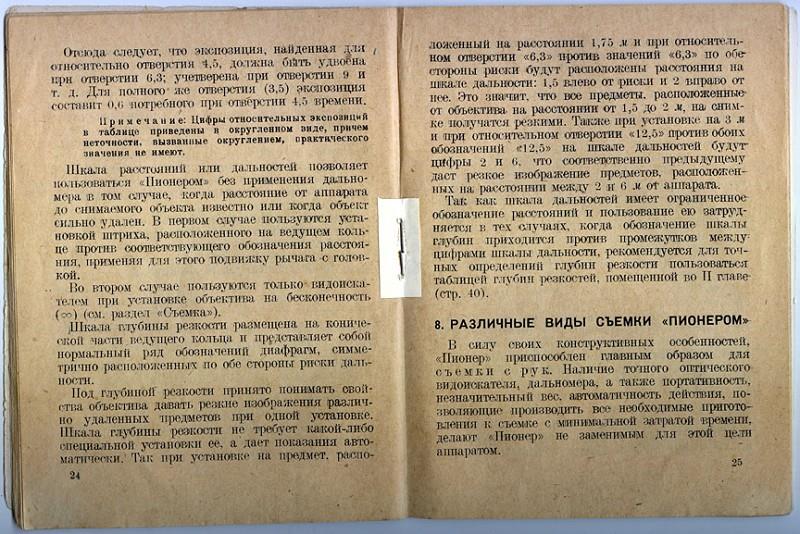 Отсюда следует, что экспозиция, найденная для
относительно отверстия 4,5, должна быть удвоена
при отверстии 6,3; учетверена при отверзии 9 и
т. д. Для полного же отверстия (3,5) экспозиция
составит 0,6 потребного при отверстии 4,5 времени.
Примечание: Цифры относительных экспозиций
в таблице приведены в округленном виде, причем
неточности, вызванные округлением, практического
значения не имеют.
Шкала расстояний или дальностей позволяет
пользоваться «Пионером» без применения дально-
мера в том случае, когда расстояние от аппарата
до снимаемого объекта известно или когда объект
сильно удален. В первом случае пользуются уста-
новкой штриха, расположенного на ведущем коль-
це против соответствующего обозначения расстоя-
ния, применяя для этого подвижку рычага с голов-
кой.
Во втором случае пользуются только видоиска-
телем при установке объектива на бесконечность
(∞) (см. раздел «Съемка»).
Шкала глубины резкости размещена на кониче-
ской части ведущего кольца и представляет собой
нормальный ряд обозначений диафрагм, симме-
трично расположенных по обе стороны риски даль-
ности.
Под глубиной резкости принято понимать свой-
ства объектива давать резкие изображения различ-
но удаленных предметов при одной установке.
Шкала глубины резкости не требует какой-либо
специальной установки ее, а дает показания авто-
матически. Так при установке на предмет, распо-
24
ложенный на расстоянии 1,75 м и при относитель-
ном отверстии «6,3» против значений «6,3» по обе
стороны риски будут расположены расстояния на
шкале дальности: 1,5 влево от риски и 2 вправо от
нее. Это значит, что все предметы, расположенные
от объектива на расстоянии от 1,5 до 2 м, на сним-
ке получатся резкими. Также при установке на 3 м
и при относительном отверстии «12,5» против обоих
обозначений «12,5» на шкале дальностей будут
цифры 2 и 6, что соответственно предыдущему
даст резкое изображение предметов, расположен-
ных на расстоянии между 2 и 6 м от аппарата.
Так как шкала дальностей имеет ограниченное
обозначение расстояний и пользование ею затруд-
няется в тех случаях, когда обозначение шкалы
глубин приходится против промежутков между
цифрами шкалы дальности, рекомендуется для точ-
ных определений глубин резкости пользоваться
таблицей глубин резкостей, помещенной во II главе
(стр. 40).
8. РАЗЛИЧНЫЕ ВИДЫ СЪЕМКИ «ПИОНЕРОМ»
В силу своих конструктивных особенностей,
«Пионер» приспособлен главным образом для
съемки с рук. Наличие точного оптического
видоискателя, дальномера, а также портативность,
незначительный вес, автоматичность действия, по-
зволяющие производить все необходимые пригото-
вления к съемке с минимальной затратой времени,
делают «Пионер» не заменимым для этой цели
аппаратом.
25